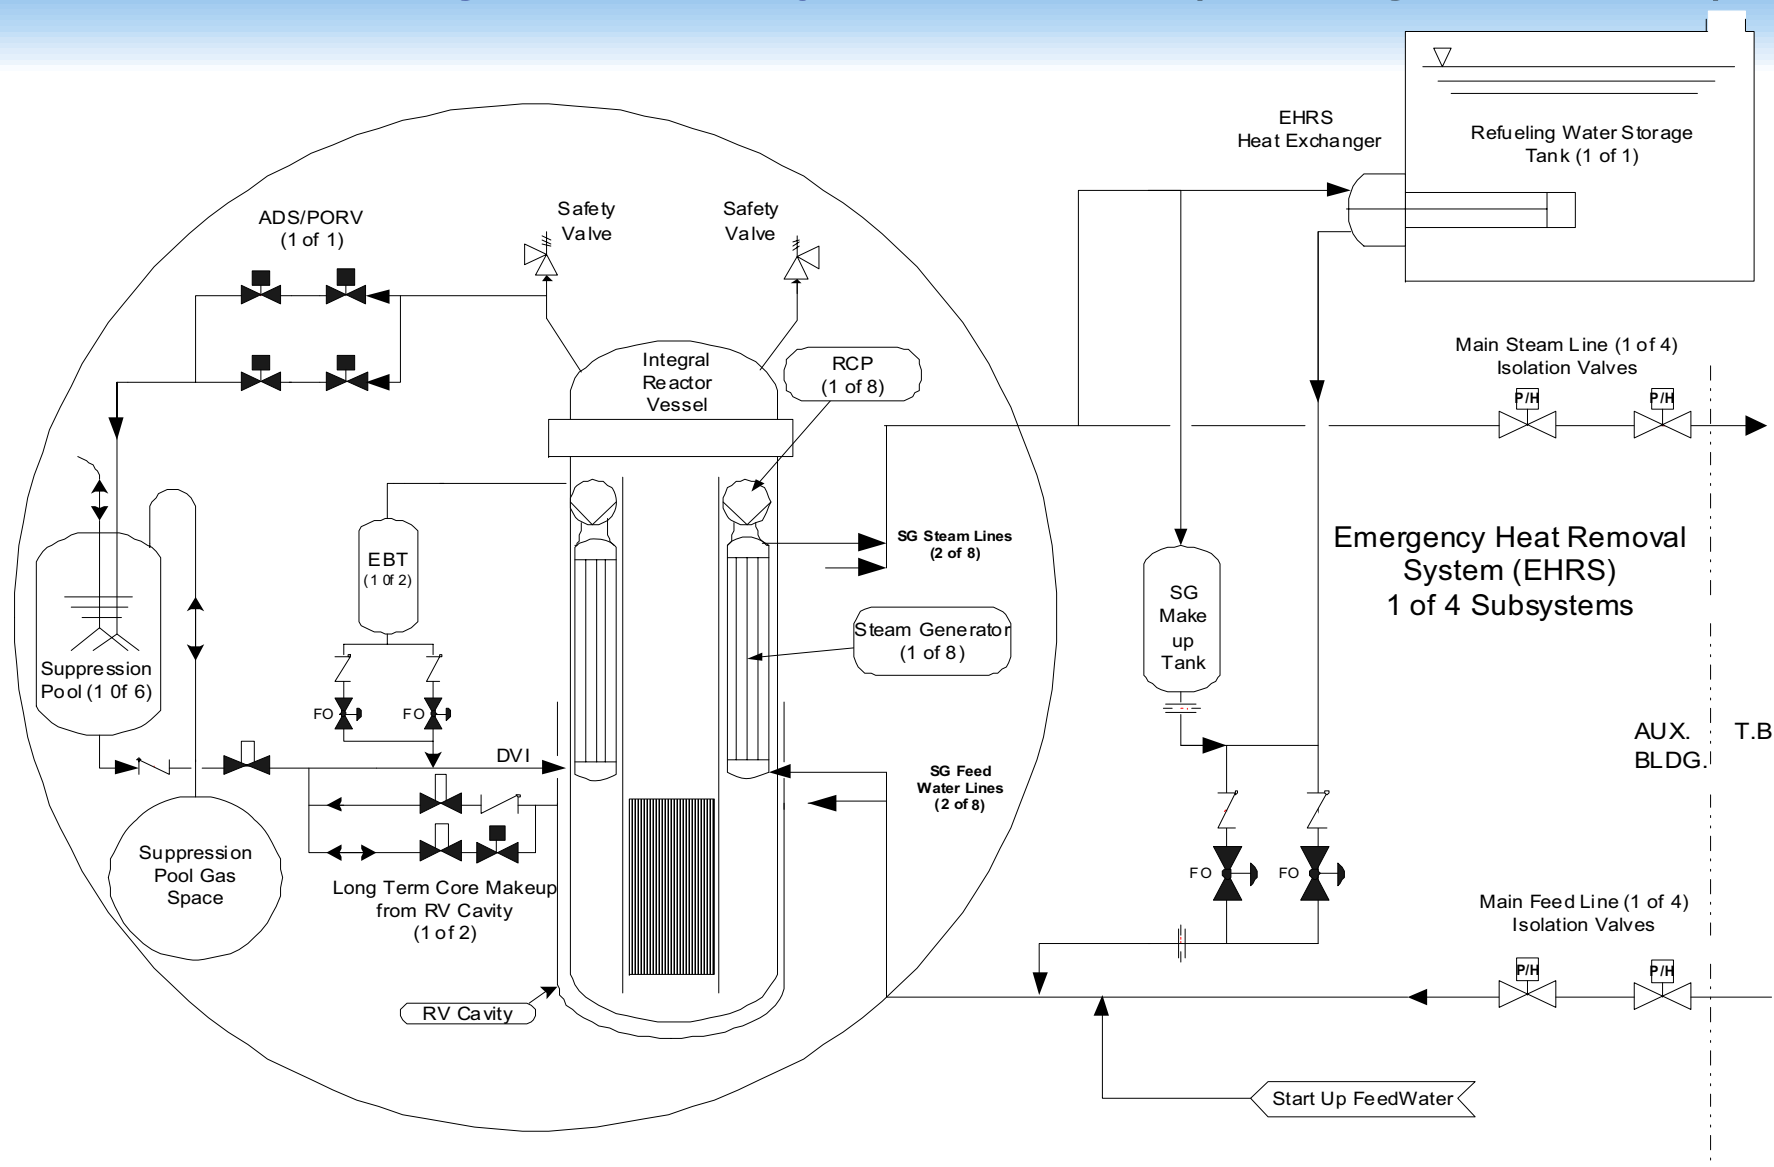 EHRS
Heat Exchanger
Refueling Water Storage
Tank (1 of 1)
ADS/PORV
(1 of 1)
Safety
Valve
Safety
Valve
Integral
Reactor
Vessel
RCP
(1 of 8)
Main Steam Line (1 of 4)
Isolation Valves
P/H
P/H
EBT
(1 0f 2)
SG Steam Lines
(2 of 8)
Emergency Heat Removal
System (EHRS)
1 of 4 Subsystems
SG
Make
up
Tank
Steam Generator
(1 of 8)
Suppression
Pool (1 0f 6)
FO
FO
DVI
AUX.
BLDG.
T.B
SG Feed
Water Lines
(2 of 8)
Suppression
Pool Gas
Space
Long Term Core Makeup
from RV Cavity
(1 of 2)
FO
FO
Main Feed Line (1 of 4)
Isolation Valves
P/H
P/H
RV Cavity
Start Up FeedWater